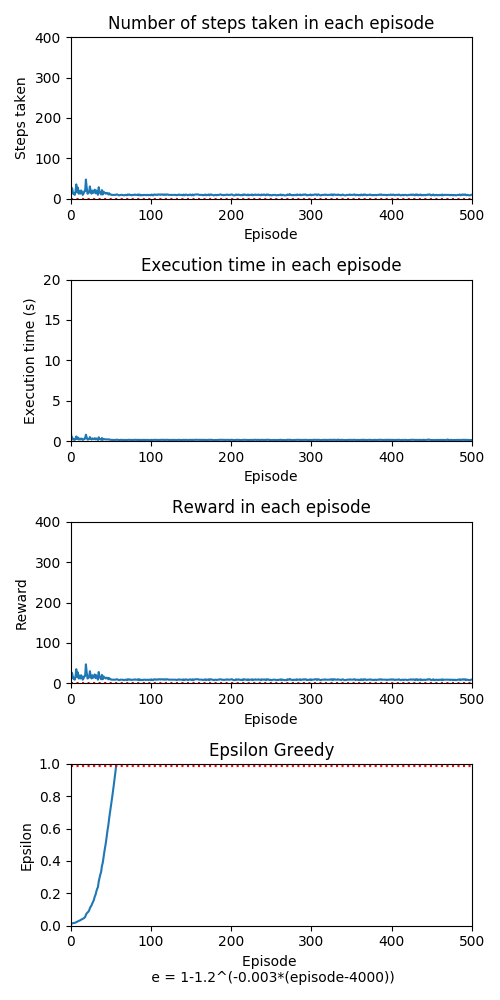 Number of steps taken in each episode
400
300
200
100
0
Steps taken
0 100 200 300 400 500
Episode
Execution time in each episode
20
15
10
5
0
Execution time (s)
0 100 200 300 400 500
Episode
Reward in each episode
400
300
200
100
0
Reward
0 100 200 300 400 500
Episode
Epsilon Greedy
1.0
0.8
0.6
0.4
0.2
0.0
Epsilon
0 100 200 300 400 500
Episode
e = 1-1.2^(-0.003*(episode-4000))